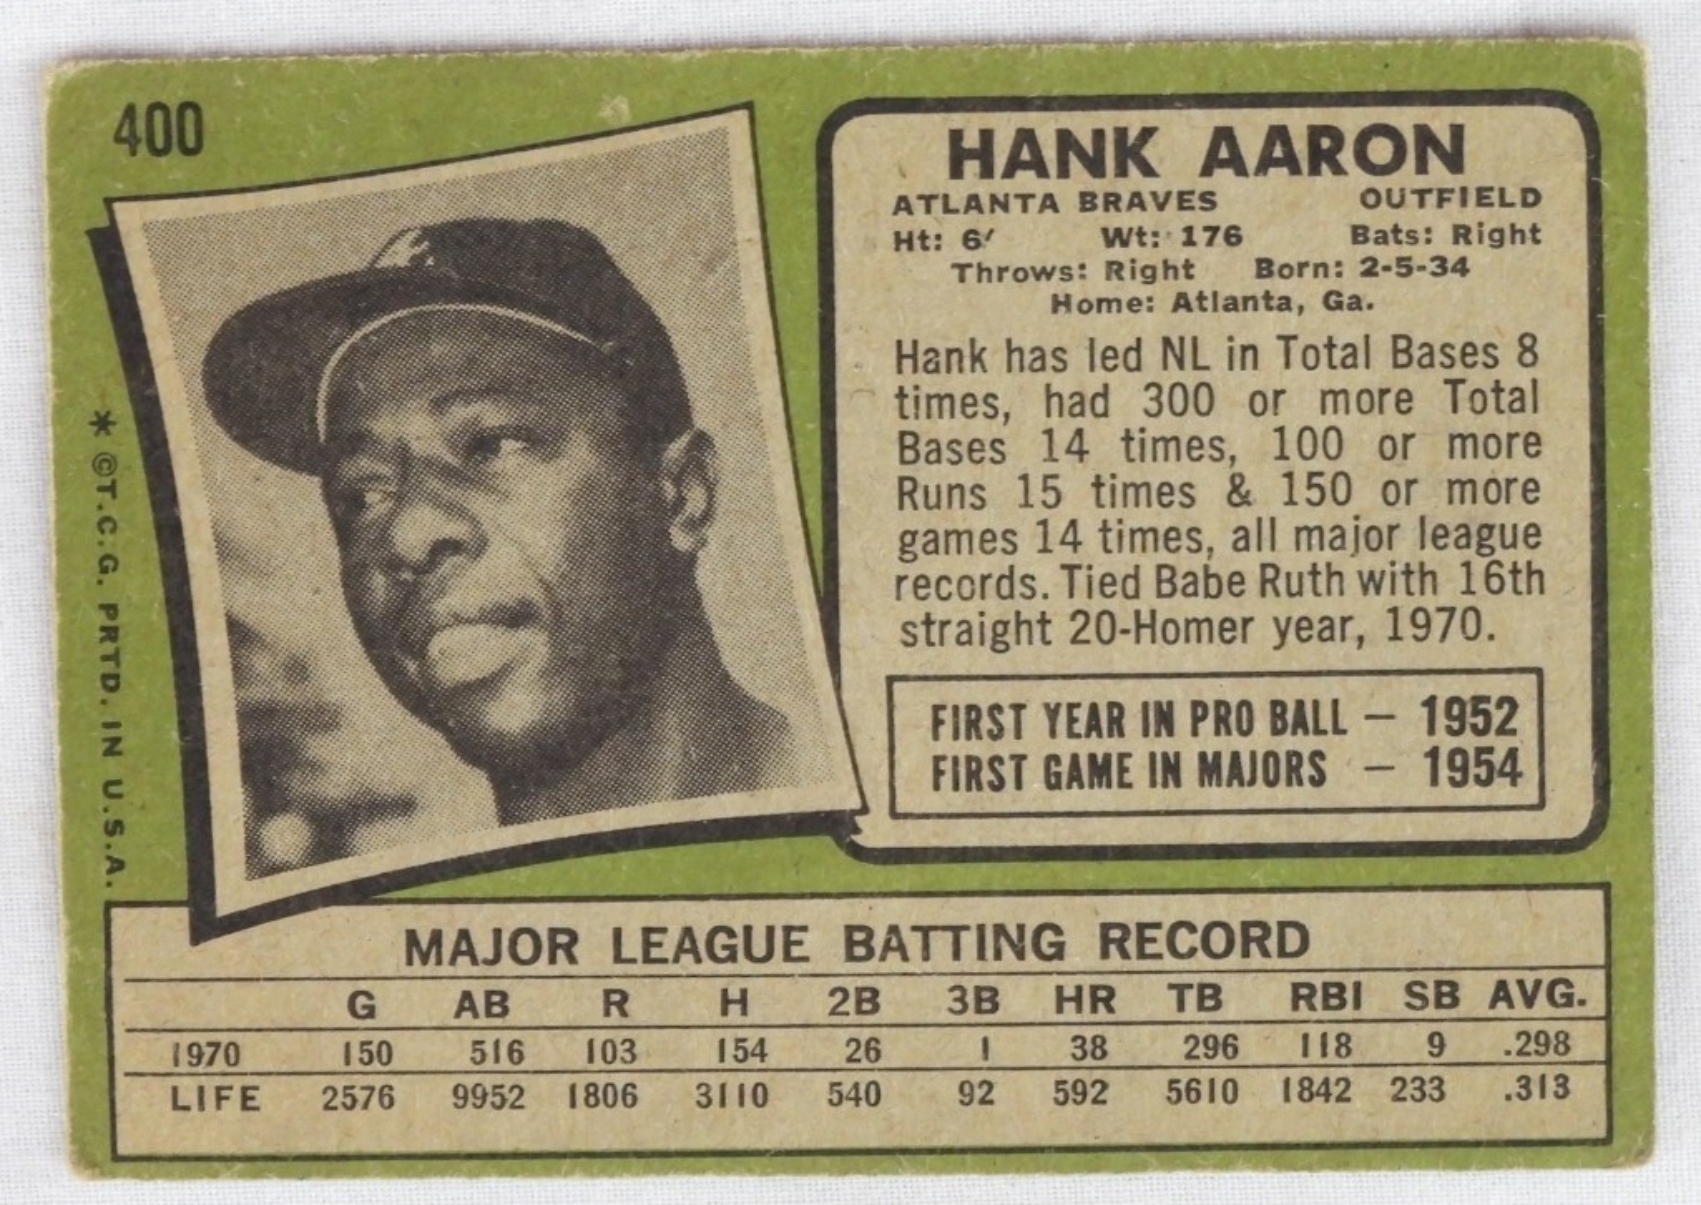 400
HANK AARON
ATLANTA BRAVES OUTFIELD
Ht: 6′ Wt: 176 Bats: Right
Throws: Right Born: 2-5-34
Home: Atlanta, Ga.
Hank has led NL in Total Bases 8
times, had 300 or more Total
Bases 14 times, 100 or more
Runs 15 times & 150 or more
games 14 times, all major league
records. Tied Babe Ruth with 16th
straight 20-Homer year, 1970.
FIRST YEAR IN PRO BALL — 1952
FIRST GAME IN MAJORS — 1954
* ©T.C.G. PRTD. IN U.S.A.
MAJOR LEAGUE BATTING RECORD
G AB R H 2B 3B HR TB RBI SB AVG.
1970 150 516 103 154 26 1 38 296 118 9 .298
LIFE 2576 9952 1806 3110 540 92 592 5610 1842 233 .313